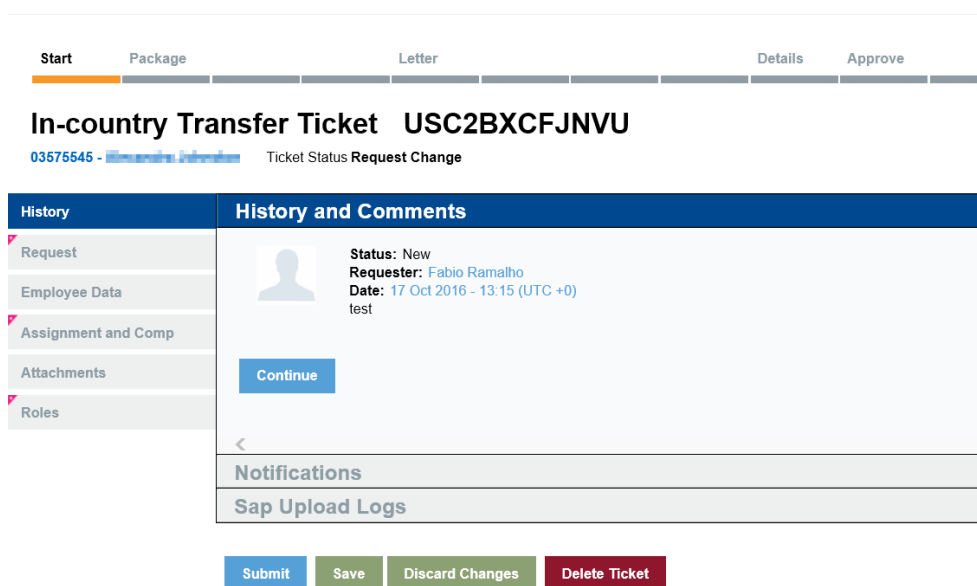 Start Package Letter Details Approve
In-country Transfer Ticket USC2BXCFJNVU
03575545 - Ticket Status Request Change
History
History and Comments
Request
Employee Data
Assignment and Comp
Attachments
Roles
Status: New
Requester: Fabio Ramalho
Date: 17 Oct 2016 - 13:15 (UTC +0)
test
Continue
Notifications
Sap Upload Logs
Submit Save Discard Changes Delete Ticket